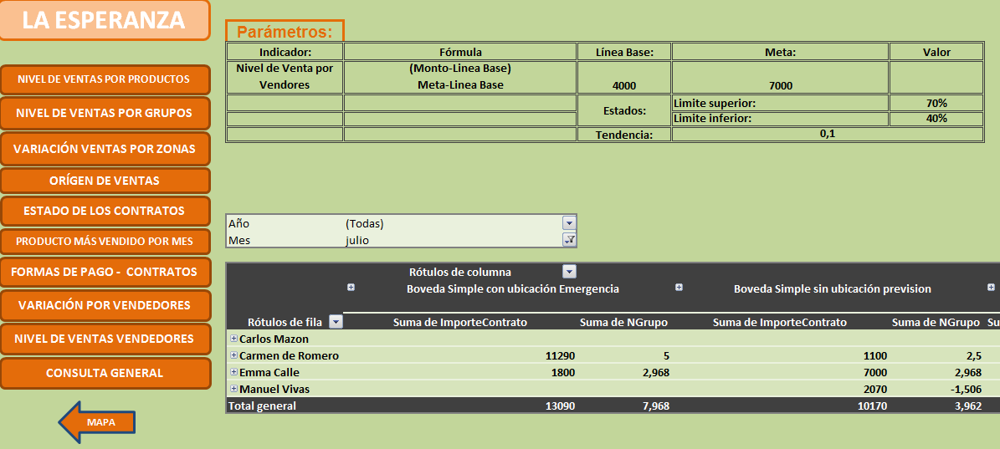 LA ESPERANZA
NIVEL DE VENTAS POR PRODUCTOS
NIVEL DE VENTAS POR GRUPOS
VARIACIÓN VENTAS POR ZONAS
ORÍGEN DE VENTAS
ESTADO DE LOS CONTRATOS
PRODUCTO MÁS VENDIDO POR MES
FORMAS DE PAGO - CONTRATOS
VARIACIÓN POR VENDEDORES
NIVEL DE VENTAS VENDEDORES
CONSULTA GENERAL
MAPA
Parámetros:
Indicador: Fórmula Línea Base: Meta: Valor
Nivel de Venta por (Monto-Linea Base)
Vendores Meta-Linea Base 4000 7000
Estados: Limite superior: 70%
Limite inferior: 40%
Tendencia: 0,1
Año (Todas)
Mes julio
Rótulos de columna
Boveda Simple con ubicación Emergencia Boveda Simple sin ubicación prevision
Rótulos de fila Suma de ImporteContrato Suma de NGrupo Suma de ImporteContrato Suma de NGrupo Su
Carlos Mazon
Carmen de Romero 11290 5 1100 2,5
Emma Calle 1800 2,968 7000 2,968
Manuel Vivas 2070 -1,506
Total general 13090 7,968 10170 3,962